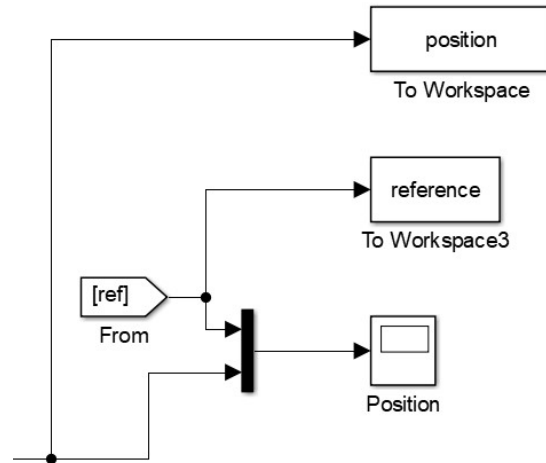 position
To Workspace
reference
To Workspace3
[ref]
From
Position